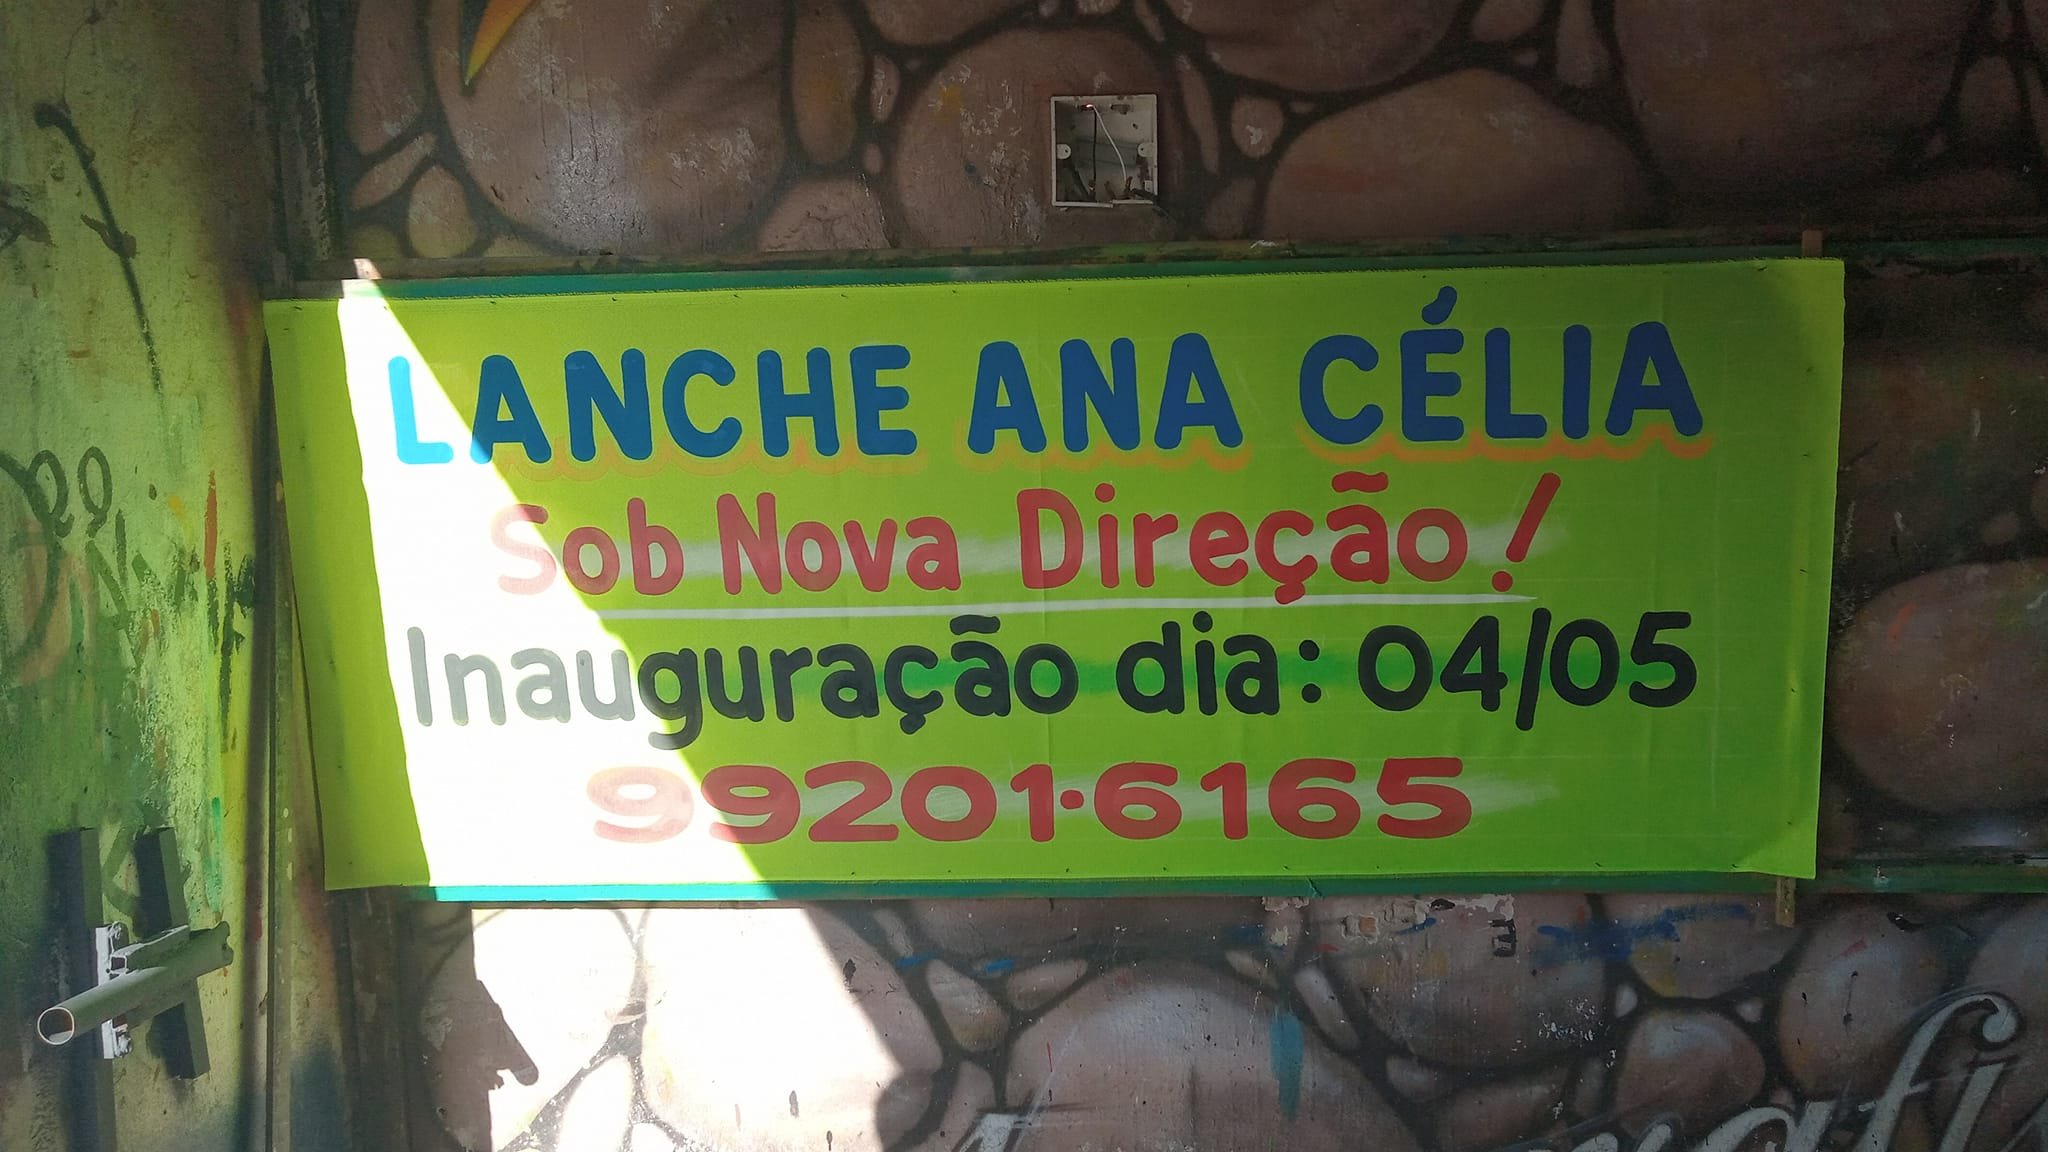 LANCHE ANA CÉLIA
Sob Nova Direção!
Inauguração dia: 04/05
99201·6165